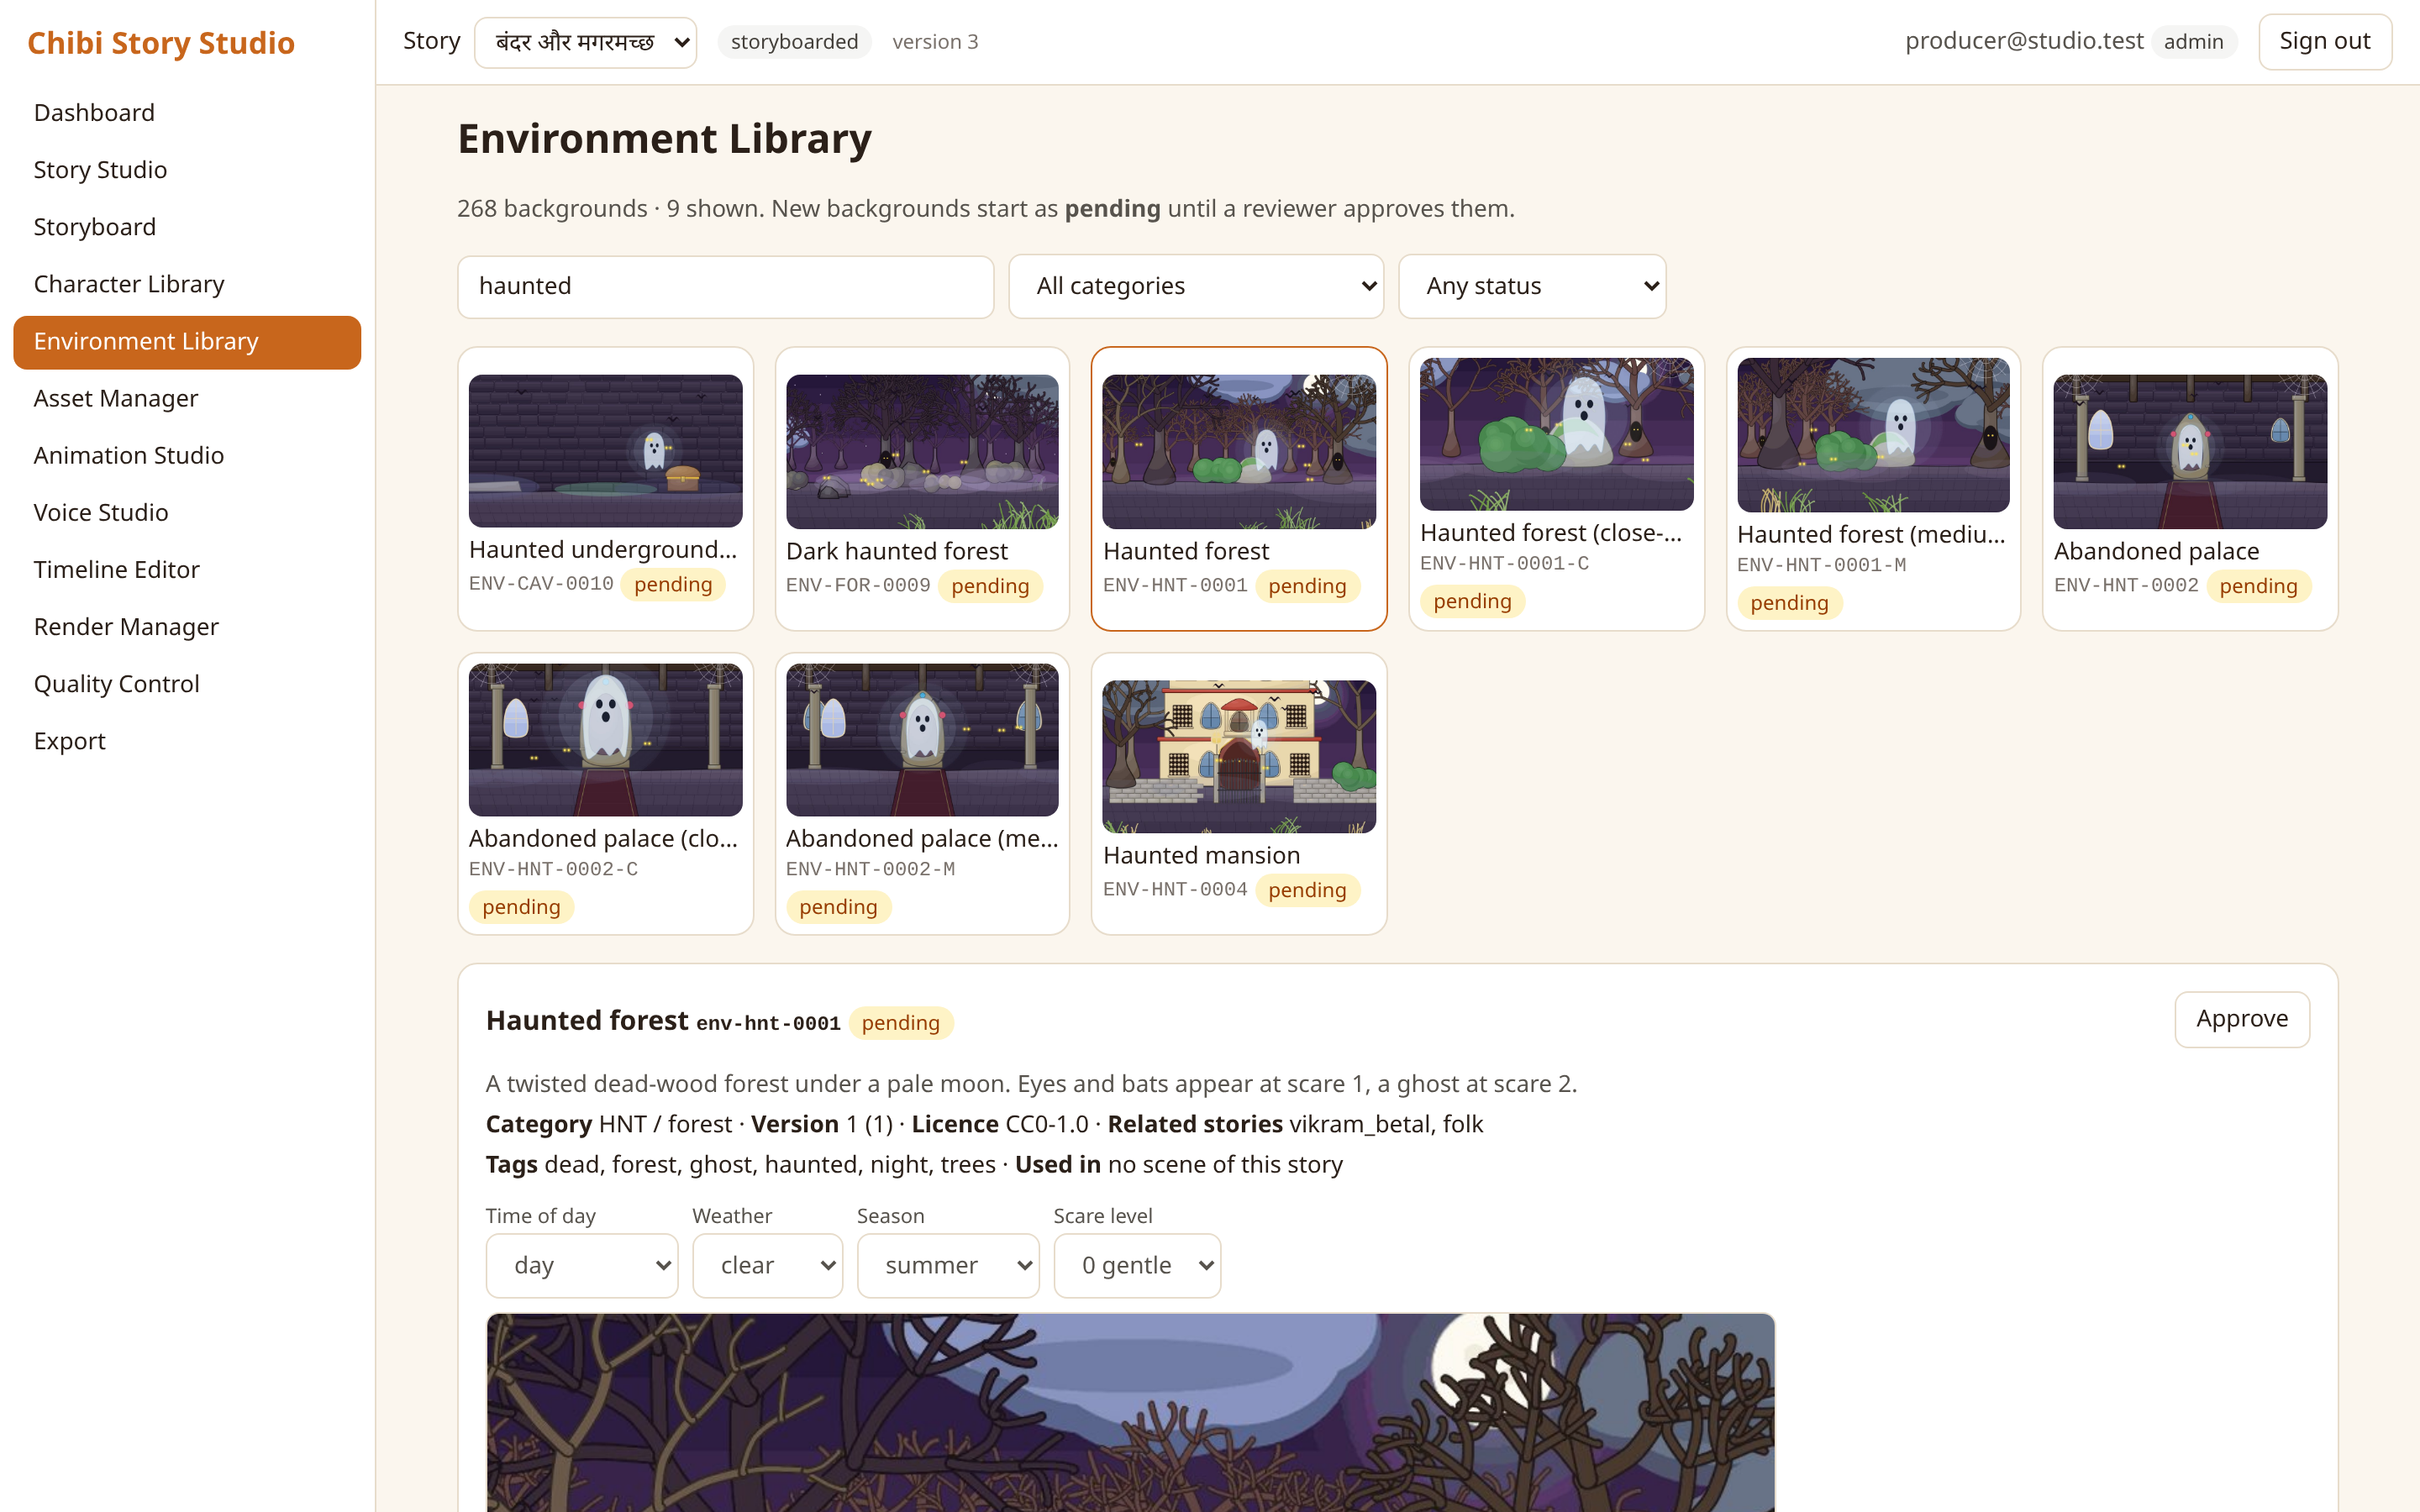 Chibi Story Studio
Dashboard
Story Studio
Storyboard
Character Library
Environment Library
Asset Manager
Animation Studio
Voice Studio
Timeline Editor
Render Manager
Quality Control
Export
Story बंदर और मगरमच्छ storyboarded version 3 producer@studio.test admin Sign out
Environment Library
268 backgrounds · 9 shown. New backgrounds start as pending until a reviewer approves them.
haunted All categories Any status
Haunted underground...
ENV-CAV-0010 pending
Dark haunted forest
ENV-FOR-0009 pending
Haunted forest
ENV-HNT-0001 pending
Haunted forest (close-...
ENV-HNT-0001-C
pending
Haunted forest (mediu...
ENV-HNT-0001-M
pending
Abandoned palace
ENV-HNT-0002 pending
Abandoned palace (clo...
ENV-HNT-0002-C
pending
Abandoned palace (me...
ENV-HNT-0002-M
pending
Haunted mansion
ENV-HNT-0004 pending
Haunted forest env-hnt-0001 pending Approve
A twisted dead-wood forest under a pale moon. Eyes and bats appear at scare 1, a ghost at scare 2.
Category HNT / forest · Version 1 (1) · Licence CC0-1.0 · Related stories vikram_betal, folk
Tags dead, forest, ghost, haunted, night, trees · Used in no scene of this story
Time of day Weather Season Scare level
day clear summer 0 gentle